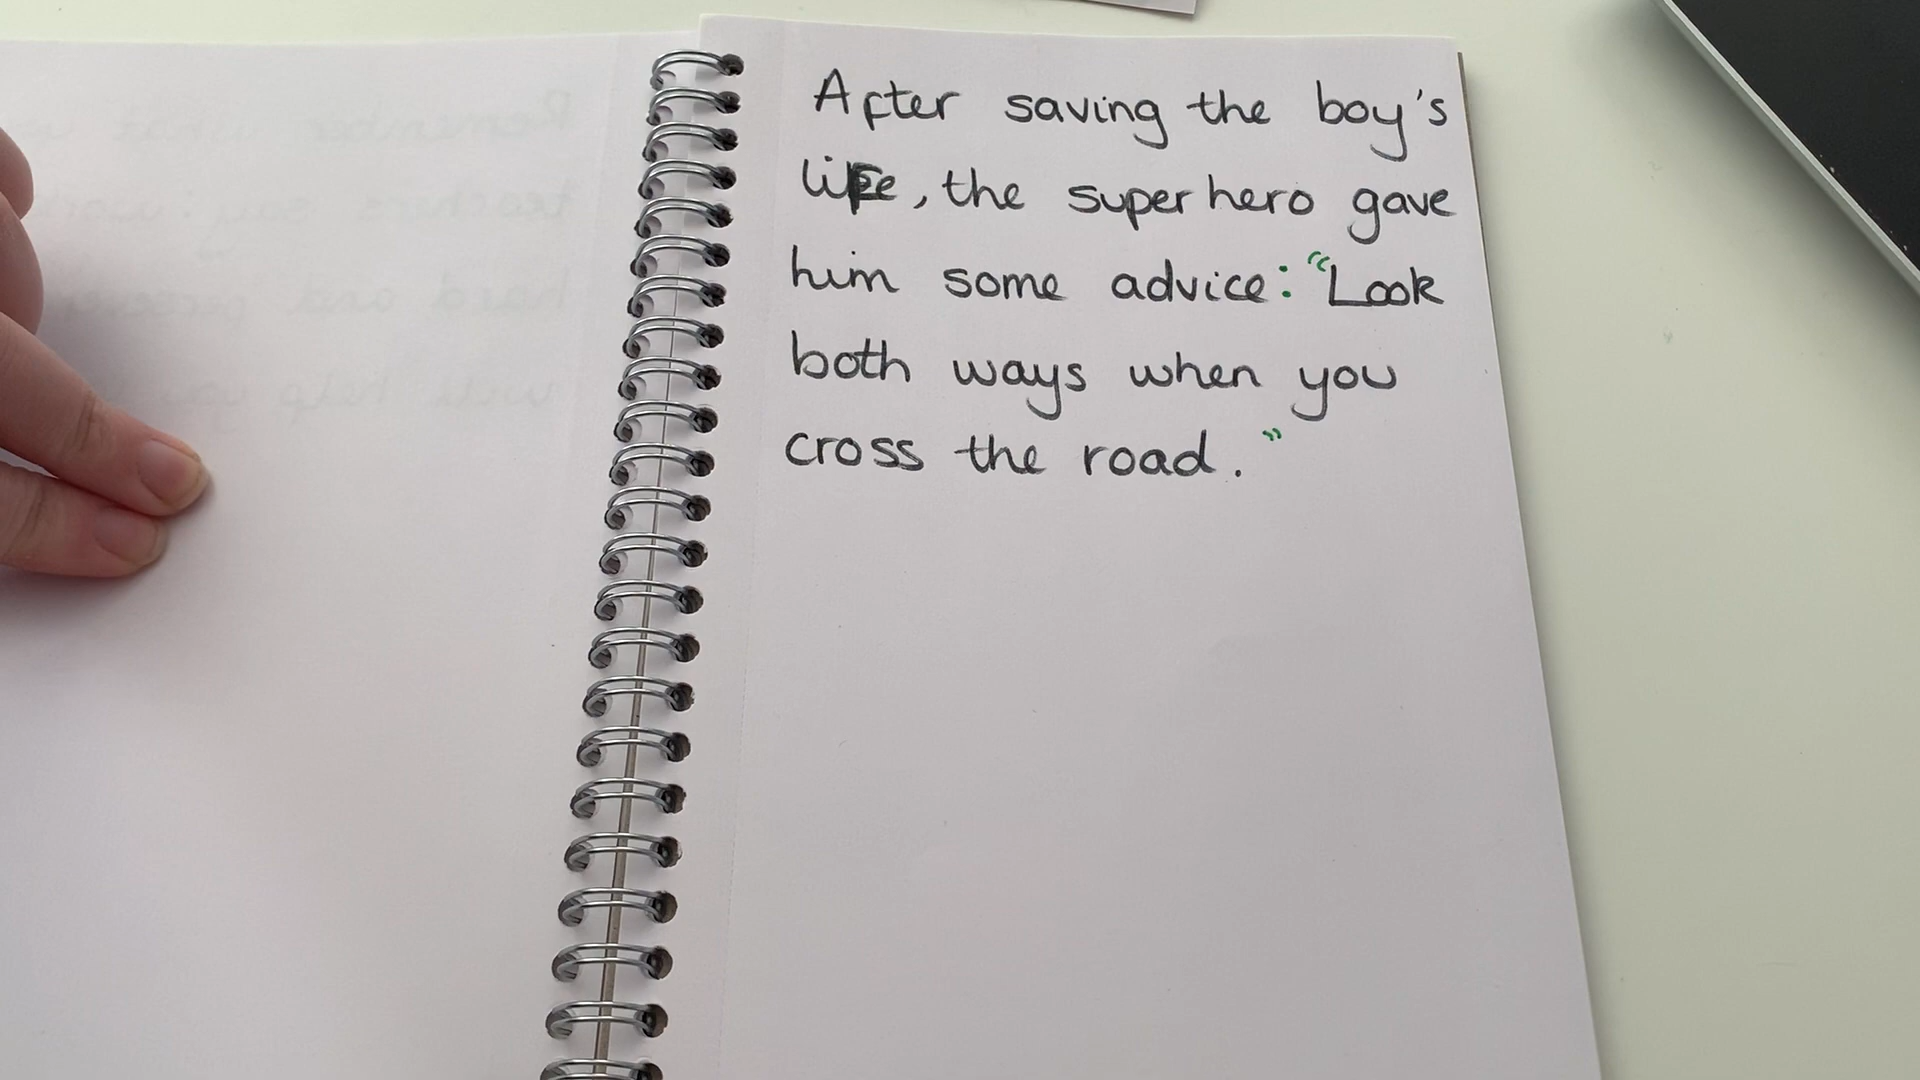 After saving the boy's
life, the superhero gave
him some advice: “Look
both ways when you
cross the road.”